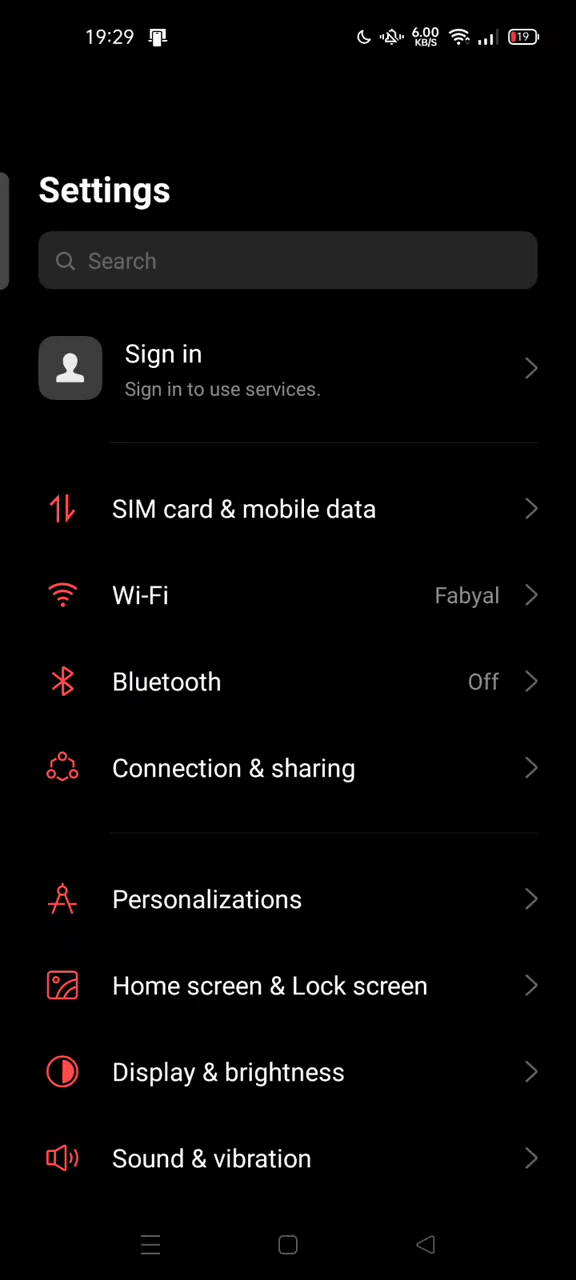 19:29
6.00
KB/S
19
Settings
Search
Sign in
Sign in to use services.
SIM card & mobile data
Wi-Fi
Fabyal
Bluetooth
Off
Connection & sharing
Personalizations
Home screen & Lock screen
Display & brightness
Sound & vibration